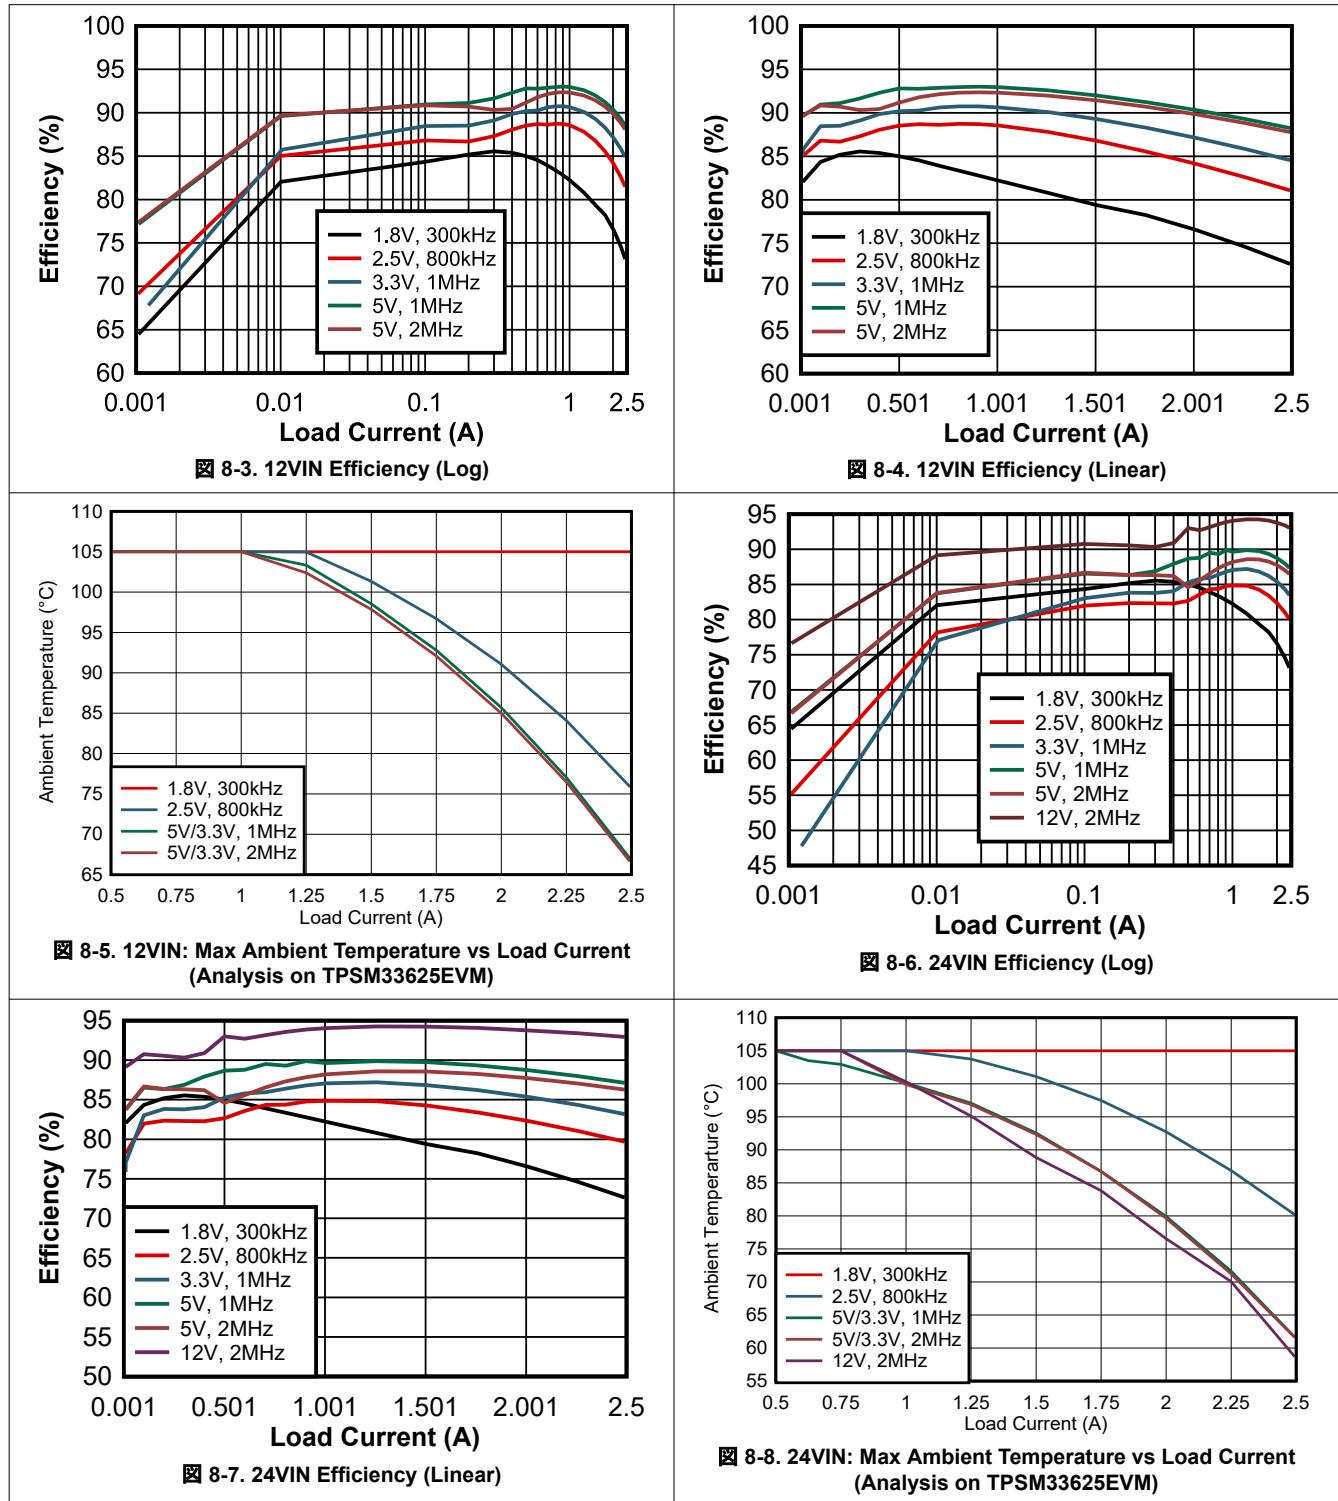 100
95
90
85
80
75
70
65
60
Efficiency (%)
1.8V, 300kHz
2.5V, 800kHz
3.3V, 1MHz
5V, 1MHz
5V, 2MHz
0.001 0.01 0.1 1 2.5
Load Current (A)
図 8-3. 12VIN Efficiency (Log)
100
95
90
85
80
75
70
65
60
Efficiency (%)
1.8V, 300kHz
2.5V, 800kHz
3.3V, 1MHz
5V, 1MHz
5V, 2MHz
0.001 0.501 1.001 1.501 2.001 2.5
Load Current (A)
図 8-4. 12VIN Efficiency (Linear)
110
105
100
95
90
85
80
75
70
65
Ambient Temperature (°C)
1.8V, 300kHz
2.5V, 800kHz
5V/3.3V, 1MHz
5V/3.3V, 2MHz
0.5 0.75 1 1.25 1.5 1.75 2 2.25 2.5
Load Current (A)
図 8-5. 12VIN: Max Ambient Temperature vs Load Current
(Analysis on TPSM33625EVM)
95
90
85
80
75
70
65
60
55
50
45
Efficiency (%)
1.8V, 300kHz
2.5V, 800kHz
3.3V, 1MHz
5V, 1MHz
5V, 2MHz
12V, 2MHz
0.001 0.01 0.1 1 2.5
Load Current (A)
図 8-6. 24VIN Efficiency (Log)
95
90
85
80
75
70
65
60
55
50
Efficiency (%)
1.8V, 300kHz
2.5V, 800kHz
3.3V, 1MHz
5V, 1MHz
5V, 2MHz
12V, 2MHz
0.001 0.501 1.001 1.501 2.001 2.5
Load Current (A)
図 8-7. 24VIN Efficiency (Linear)
110
105
100
95
90
85
80
75
70
65
60
55
Ambient Temperarture (°C)
1.8V, 300kHz
2.5V, 800kHz
5V/3.3V, 1MHz
5V/3.3V, 2MHz
12V, 2MHz
0.5 0.75 1 1.25 1.5 1.75 2 2.25 2.5
Load Current (A)
図 8-8. 24VIN: Max Ambient Temperature vs Load Current
(Analysis on TPSM33625EVM)